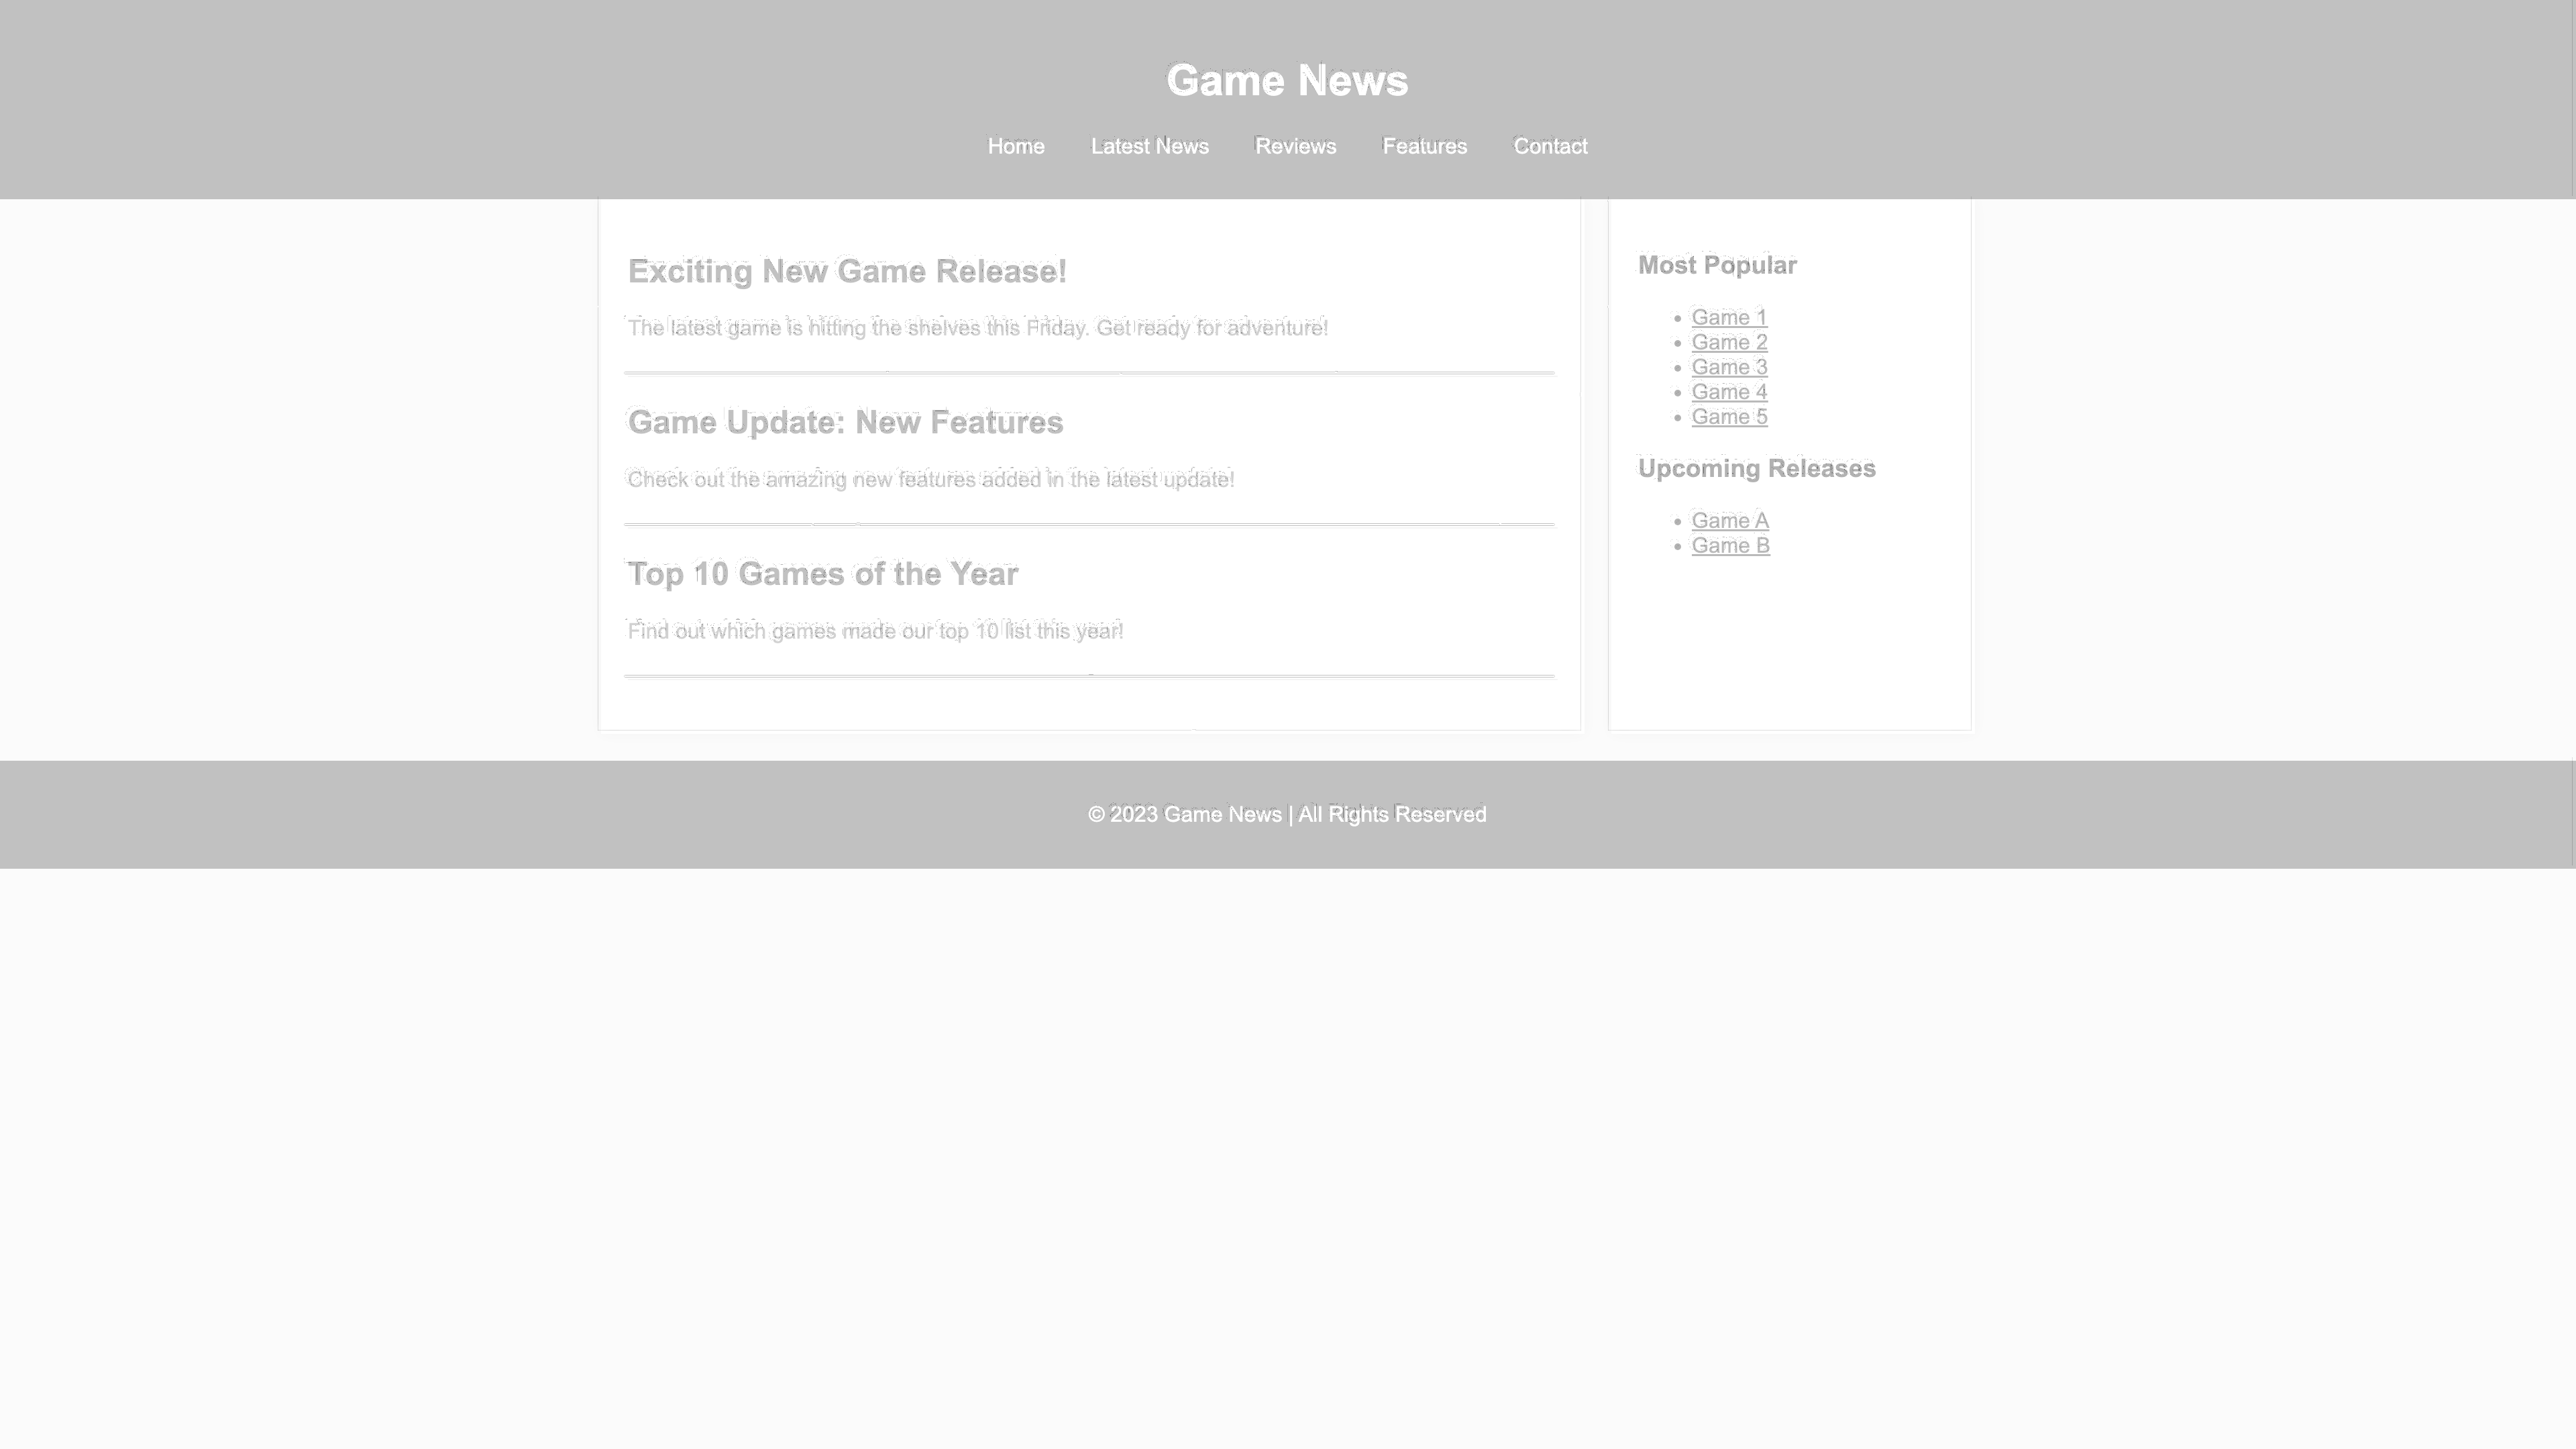 Game News
Home Latest News Reviews Features Contact
Exciting New Game Release!
The latest game is hitting the shelves this Friday. Get ready for adventure!
Game Update: New Features
Check out the amazing new features added in the latest update!
Top 10 Games of the Year
Find out which games made our top 10 list this year!
Most Popular
Game 1
Game 2
Game 3
Game 4
Game 5
Upcoming Releases
Game A
Game B
© 2023 Game News | All Rights Reserved